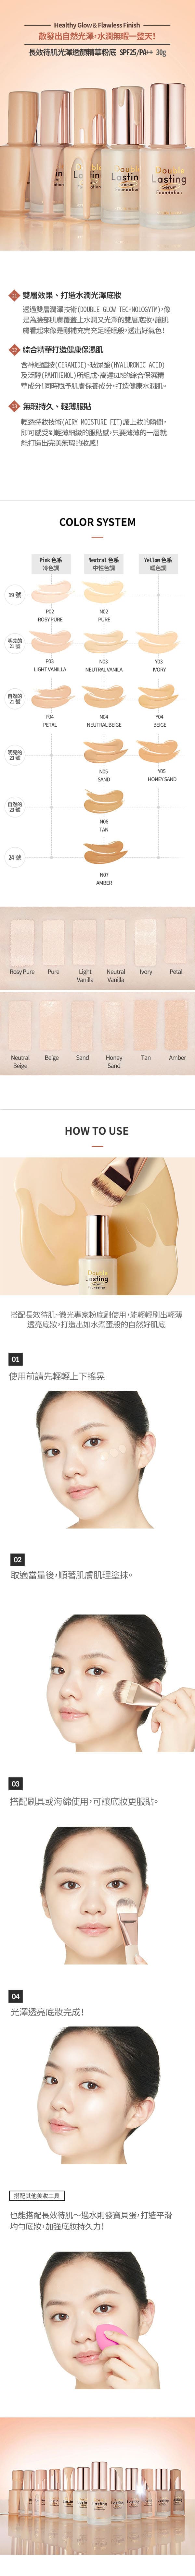 Healthy Glow & Flawless Finish
散發出自然光澤,水潤無暇一整天!
長效待肌光澤透顏精華粉底 SPF25/PA++ 30g
Double
Lasting
Serum
Foundation
01 雙層效果、打造水潤光澤底妝
透過雙層潤澤技術(DOUBLE GLOW TECHNOLOGYTM),像
是為臉部肌膚覆蓋上水潤又光澤的雙層底妝,讓肌
膚看起來像是剛補充完充足睡眠般,透出好氣色!
02 綜合精華打造健康保濕肌
含神經醯胺(CERAMIDE)、玻尿酸(HYALURONIC ACID)
及泛醇(PANTHENOL)所組成、高達61%的綜合保濕精
華成分!同時賦予肌膚保養成分,打造健康水潤肌。
03 無瑕持久、輕薄服貼
輕透持妝技術(AIRY MOISTURE FIT)讓上妝的瞬間,
即可感受到輕薄細緻的服貼感,只要薄薄的一層就
能打造出完美無瑕的妝感!
COLOR SYSTEM
Pink 色系
冷色調
Neutral 色系
中性色調
Yellow 色系
暖色調
19 號
P02
ROSY PURE
N02
PURE
明亮的
21 號
P03
LIGHT VANILLA
N03
NEUTRAL VANILA
Y03
IVORY
自然的
21 號
P04
PETAL
N04
NEUTRAL BEIGE
Y04
BEIGE
明亮的
23 號
N05
SAND
Y05
HONEY SAND
自然的
23 號
N06
TAN
24 號
N07
AMBER
Rosy Pure
Pure
Light
Vanilla
Neutral
Vanilla
Ivory
Petal
Neutral
Beige
Beige
Sand
Honey
Sand
Tan
Amber
HOW TO USE
Double
Lasting
Serum
Foundation
搭配長效待肌~微光專家粉底刷使用,能輕輕刷出輕薄
透亮底妝,打造出如水煮蛋般的自然好肌底
01
使用前請先輕輕上下搖晃
02
取適當量後,順著肌膚肌理塗抹。
03
搭配刷具或海綿使用,可讓底妝更服貼。
04
光澤透亮底妝完成!
搭配其他美妝工具
也能搭配長效待肌~遇水則發寶貝蛋,打造平滑
均勻底妝,加強底妝持久力!
Lasting